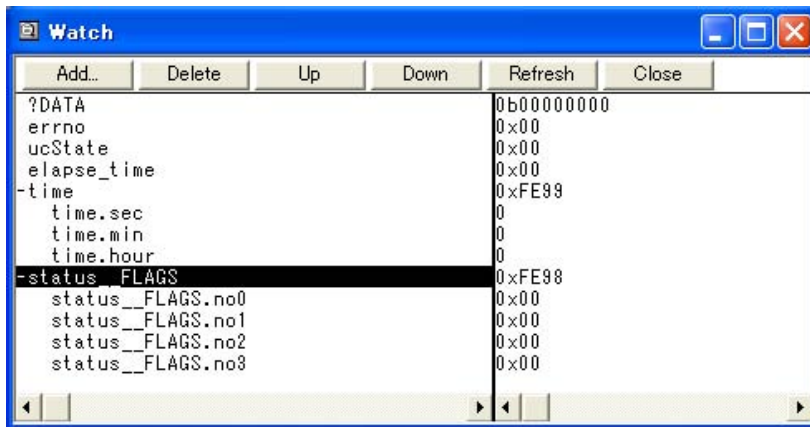 Watch
Add... Delete Up Down Refresh Close
?DATA 0b00000000
errno 0x00
ucState 0x00
elapse_time 0x00
-time 0xFE99
time.sec 0
time.min 0
time.hour 0
-status__FLAGS 0xFE98
status__FLAGS.no0 0x00
status__FLAGS.no1 0x00
status__FLAGS.no2 0x00
status__FLAGS.no3 0x00